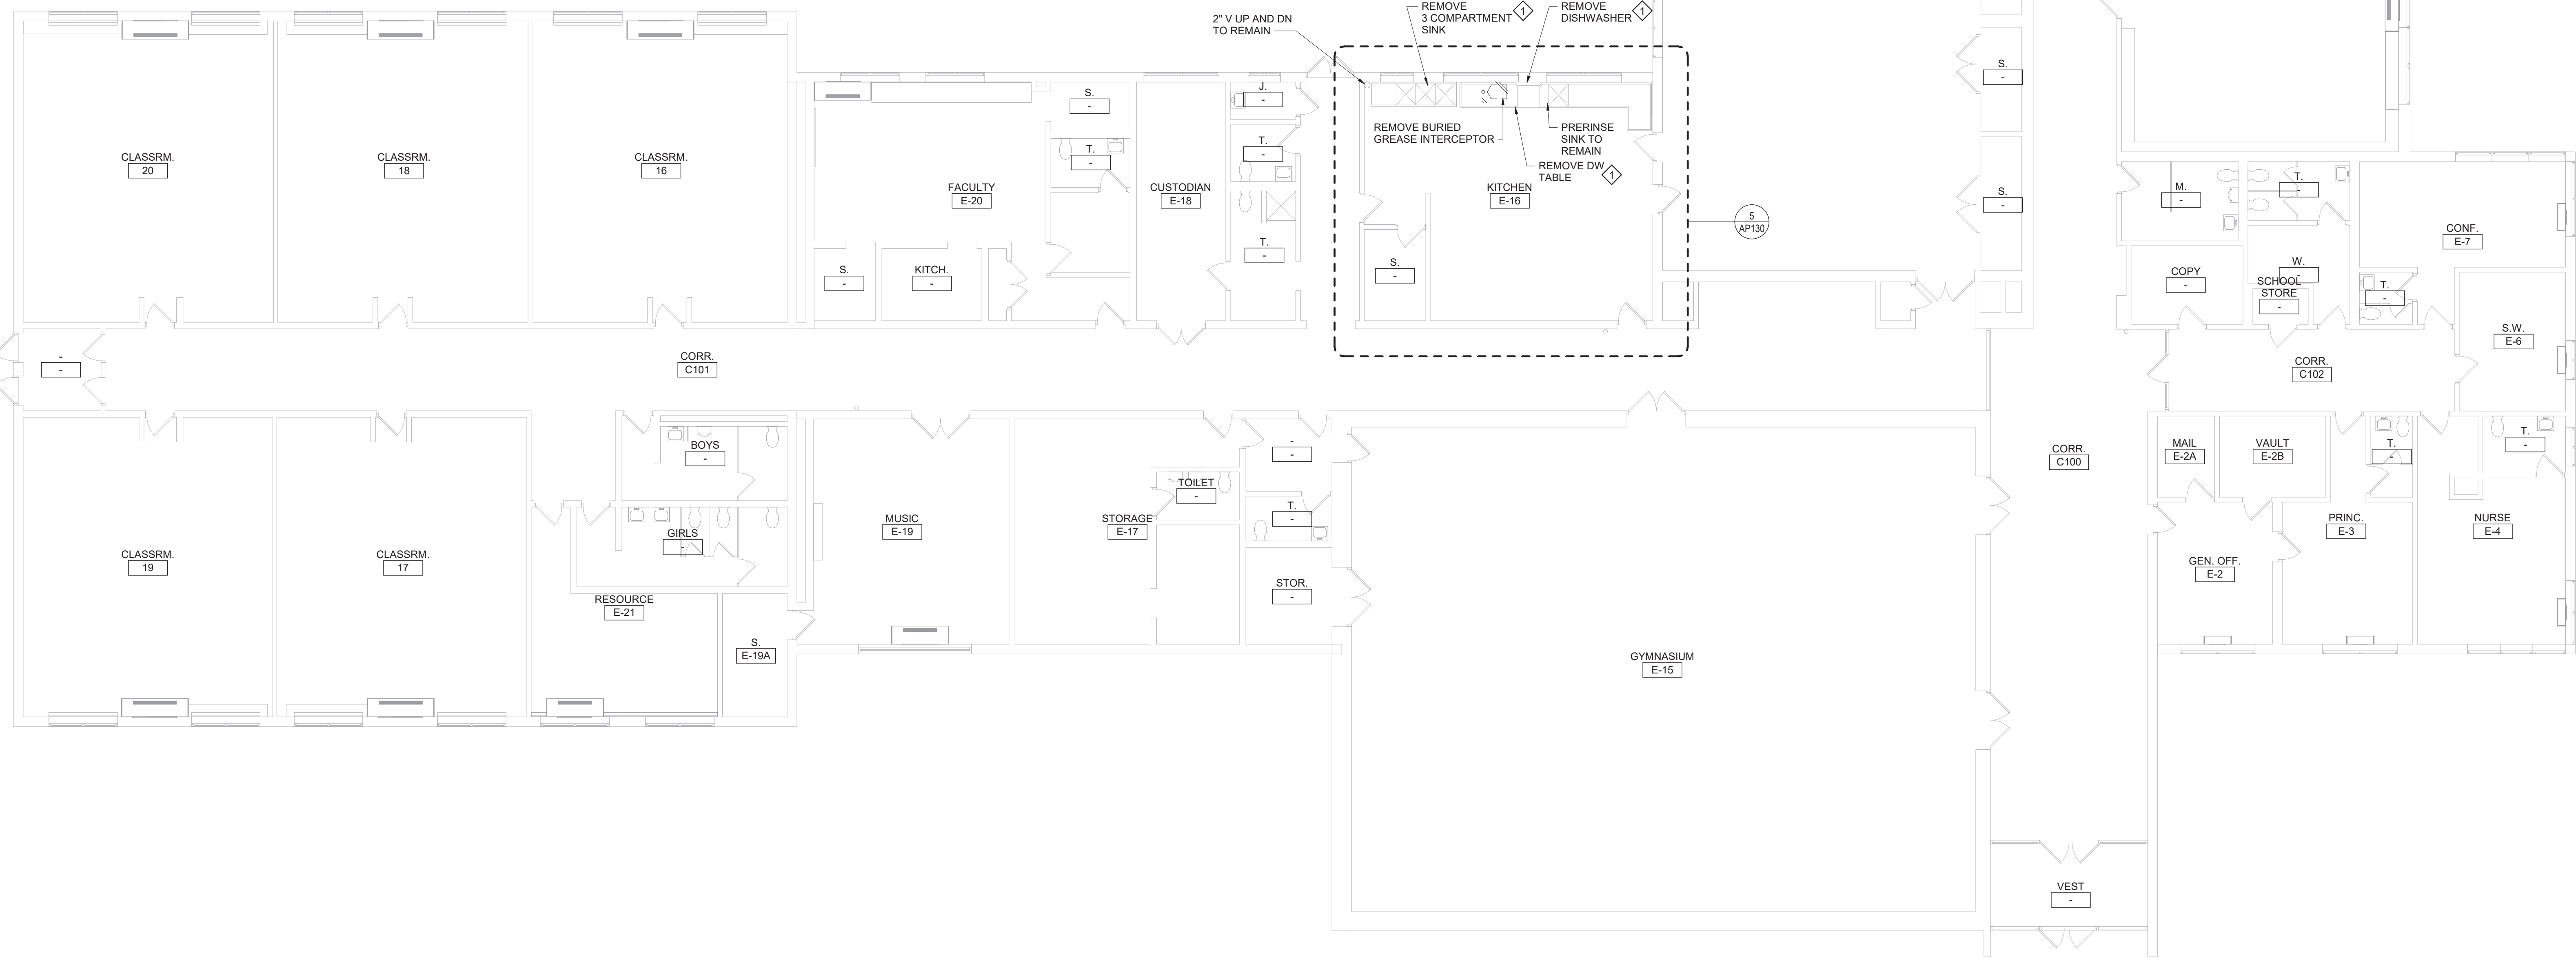 2" V UP AND DN
TO REMAIN
REMOVE
3 COMPARTMENT
SINK
1
REMOVE
DISHWASHER
1
REMOVE BURIED
GREASE INTERCEPTOR
PRERINSE
SINK TO
REMAIN
REMOVE DW
TABLE
1
KITCHEN
E-16
S.
-
5
AP130
CLASSRM.
20
CLASSRM.
18
CLASSRM.
16
FACULTY
E-20
S.
-
T.
-
CUSTODIAN
E-18
J.
-
T.
-
T.
-
S.
-
KITCH.
-
S.
-
S.
-
M.
-
T.
-
CONF.
E-7
COPY
-
W.
-
SCHOOL
STORE
-
T.
-
S.W.
E-6
-
-
CORR.
C101
CORR.
C102
CORR.
C100
BOYS
-
GIRLS
-
CLASSRM.
19
CLASSRM.
17
RESOURCE
E-21
S.
E-19A
MUSIC
E-19
STORAGE
E-17
TOILET
-
-
-
T.
-
STOR.
-
GYMNASIUM
E-15
MAIL
E-2A
VAULT
E-2B
T.
-
T.
-
GEN. OFF.
E-2
PRINC.
E-3
NURSE
E-4
VEST
-